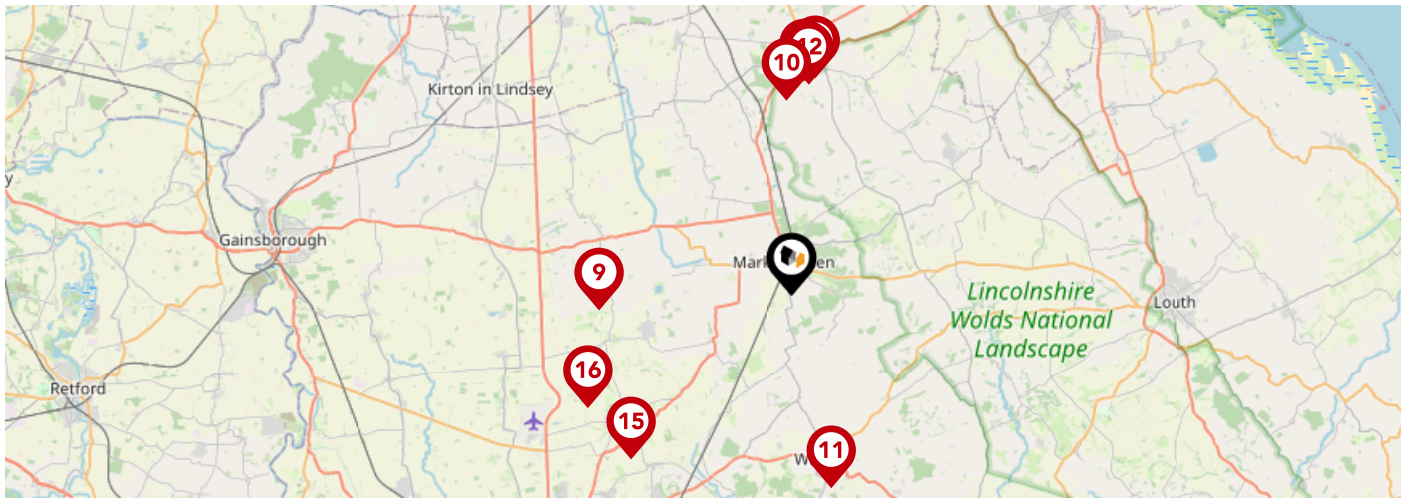 12
10
Kirton in Lindsey
Gainsborough
9
Lincolnshire
Wolds National
Landscape
Louth
16
Retford
15
11